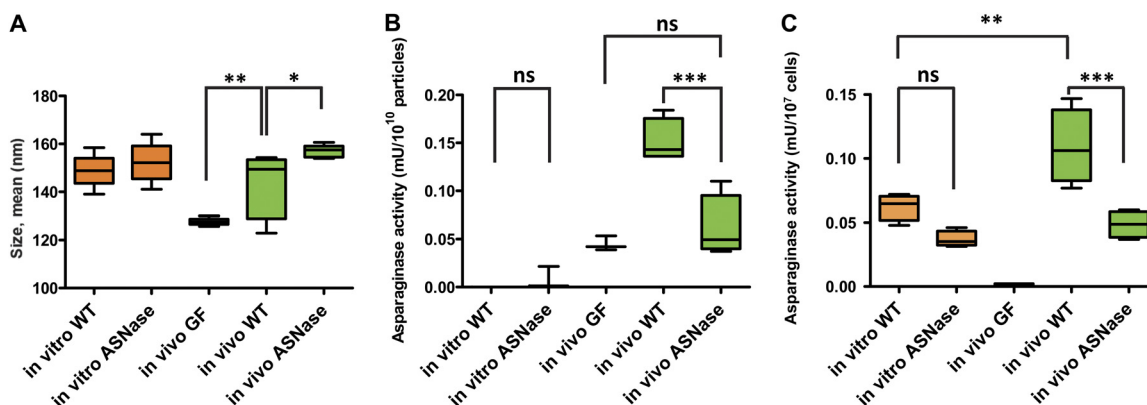 A
Size, mean (nm)
180
160
140
120
100
**
*
in vitro WT
in vitro ASNase
in vivo GF
in vivo WT
in vivo ASNase
B
Asparaginase activity (mU/10^10 particles)
0.20
0.15
0.10
0.05
0.00
ns
ns
***
in vitro WT
in vitro ASNase
in vivo GF
in vivo WT
in vivo ASNase
C
Asparaginase activity (mU/10^7 cells)
0.15
0.10
0.05
0.00
**
ns
***
in vitro WT
in vitro ASNase
in vivo GF
in vivo WT
in vivo ASNase